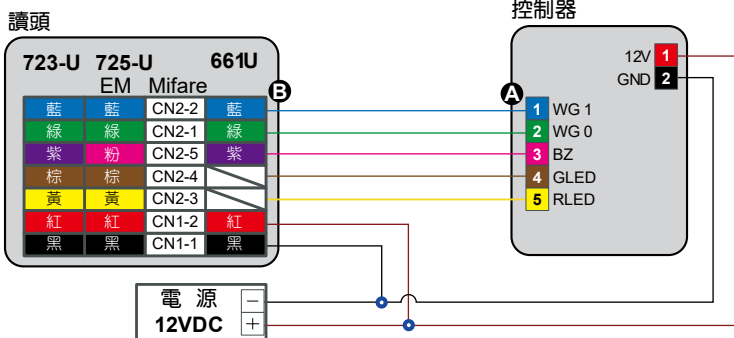 讀頭
控制器
723-U 725-U 661U
EM Mifare
藍 藍 CN2-2 藍
綠 綠 CN2-1 綠
紫 粉 CN2-5 紫
棕 棕 CN2-4
黃 黃 CN2-3
紅 紅 CN1-2 紅
黑 黑 CN1-1 黑
B
A
12V 1
GND 2
1 WG 1
2 WG 0
3 BZ
4 GLED
5 RLED
電源 −
12VDC +